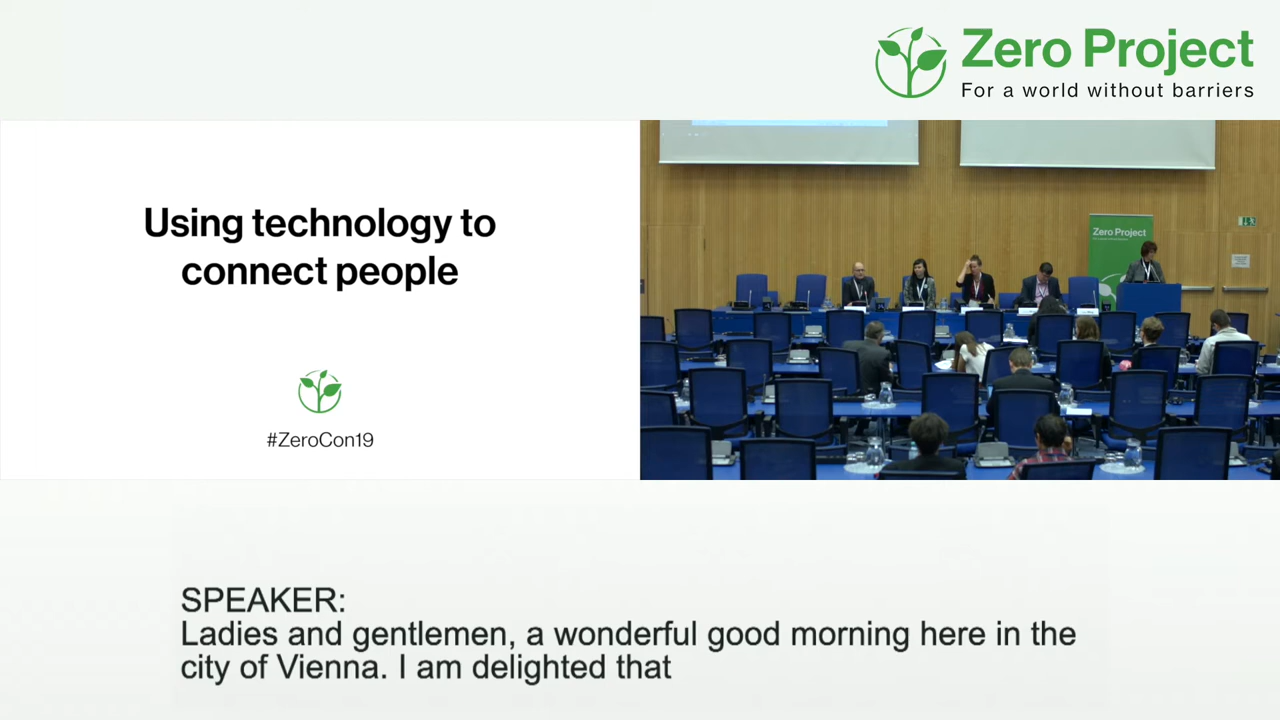 Zero Project
For a world without barriers
Using technology to
connect people
#ZeroCon19
Zero Project
SPEAKER:
Ladies and gentlemen, a wonderful good morning here in the
city of Vienna. I am delighted that